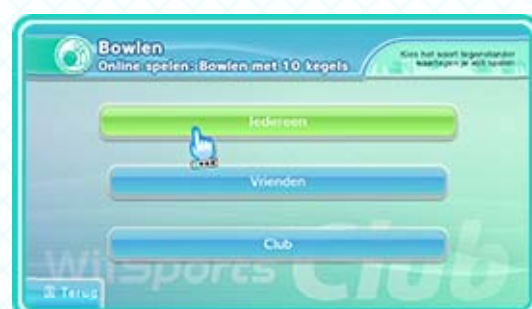 Bowlen
Online spelen: Bowlen met 10 kegels
Kies het soort tegenstander
waartegen je wilt spelen
Iedereen
Vrienden
Club
Wii Sports Club
Terug